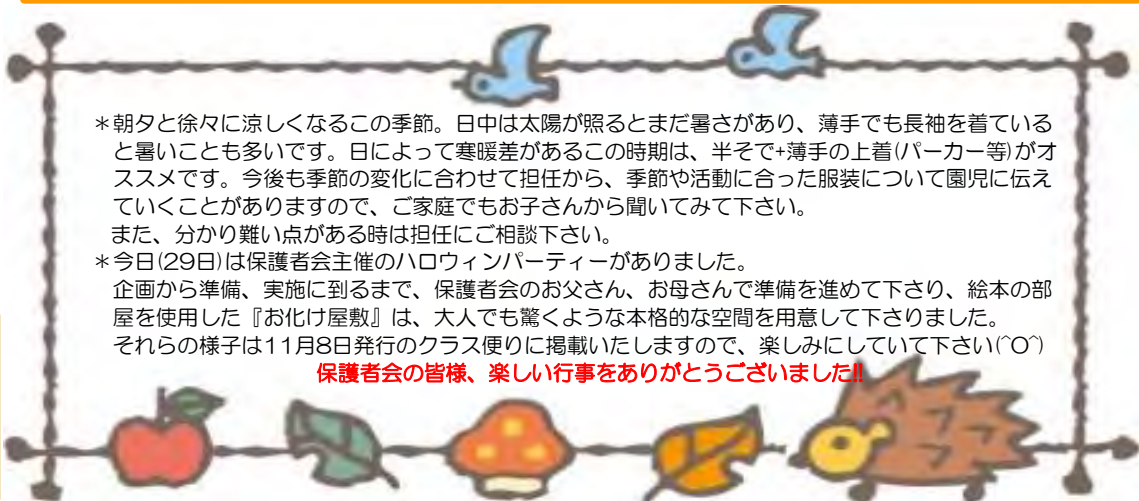 ＊朝夕と徐々に涼しくなるこの季節。日中は太陽が照るとまだ暑さがあり、薄手でも長袖を着ている
と暑いことも多いです。日によって寒暖差があるこの時期は、半そで+薄手の上着(パーカー等)がオ
ススメです。今後も季節の変化に合わせて担任から、季節や活動に合った服装について園児に伝え
ていくことがありますので、ご家庭でもお子さんから聞いてみて下さい。
また、分かり難い点がある時は担任にご相談下さい。
＊今日(29日)は保護者会主催のハロウィンパーティーがありました。
企画から準備、実施に到るまで、保護者会のお父さん、お母さんで準備を進めて下さり、絵本の部
屋を使用した『お化け屋敷』は、大人でも驚くような本格的な空間を用意して下さりました。
それらの様子は11月8日発行のクラス便りに掲載いたしますので、楽しみにしていて下さい(^O^)
保護者会の皆様、楽しい行事をありがとうございました!!